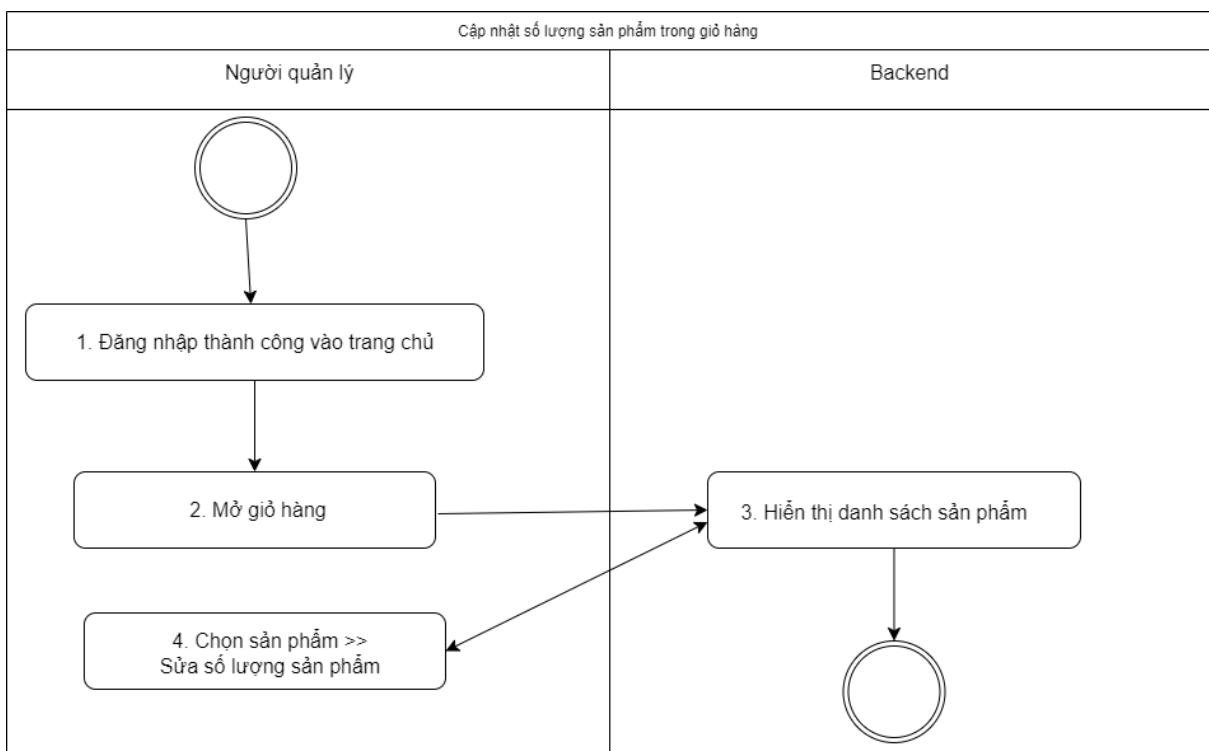 Cập nhật số lượng sản phẩm trong giỏ hàng
Người quản lý
Backend
1. Đăng nhập thành công vào trang chủ
2. Mở giỏ hàng
3. Hiển thị danh sách sản phẩm
4. Chọn sản phẩm >>
Sửa số lượng sản phẩm